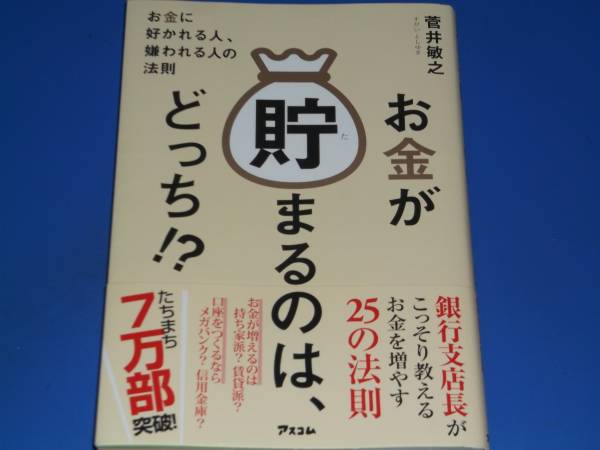 菅井敏之
すがい としゆき
お金が
貯まるのは、
た
どっち!?
お金に
好かれる人、
嫌われる人の
法則
銀行支店長が
こっそり教える
お金を増やす
25の法則
お金が増えるのは
持ち家派？賃貸派？
口座をつくるなら
メガバンク？信用金庫？
たちまち
7万部
突破!
アスコム